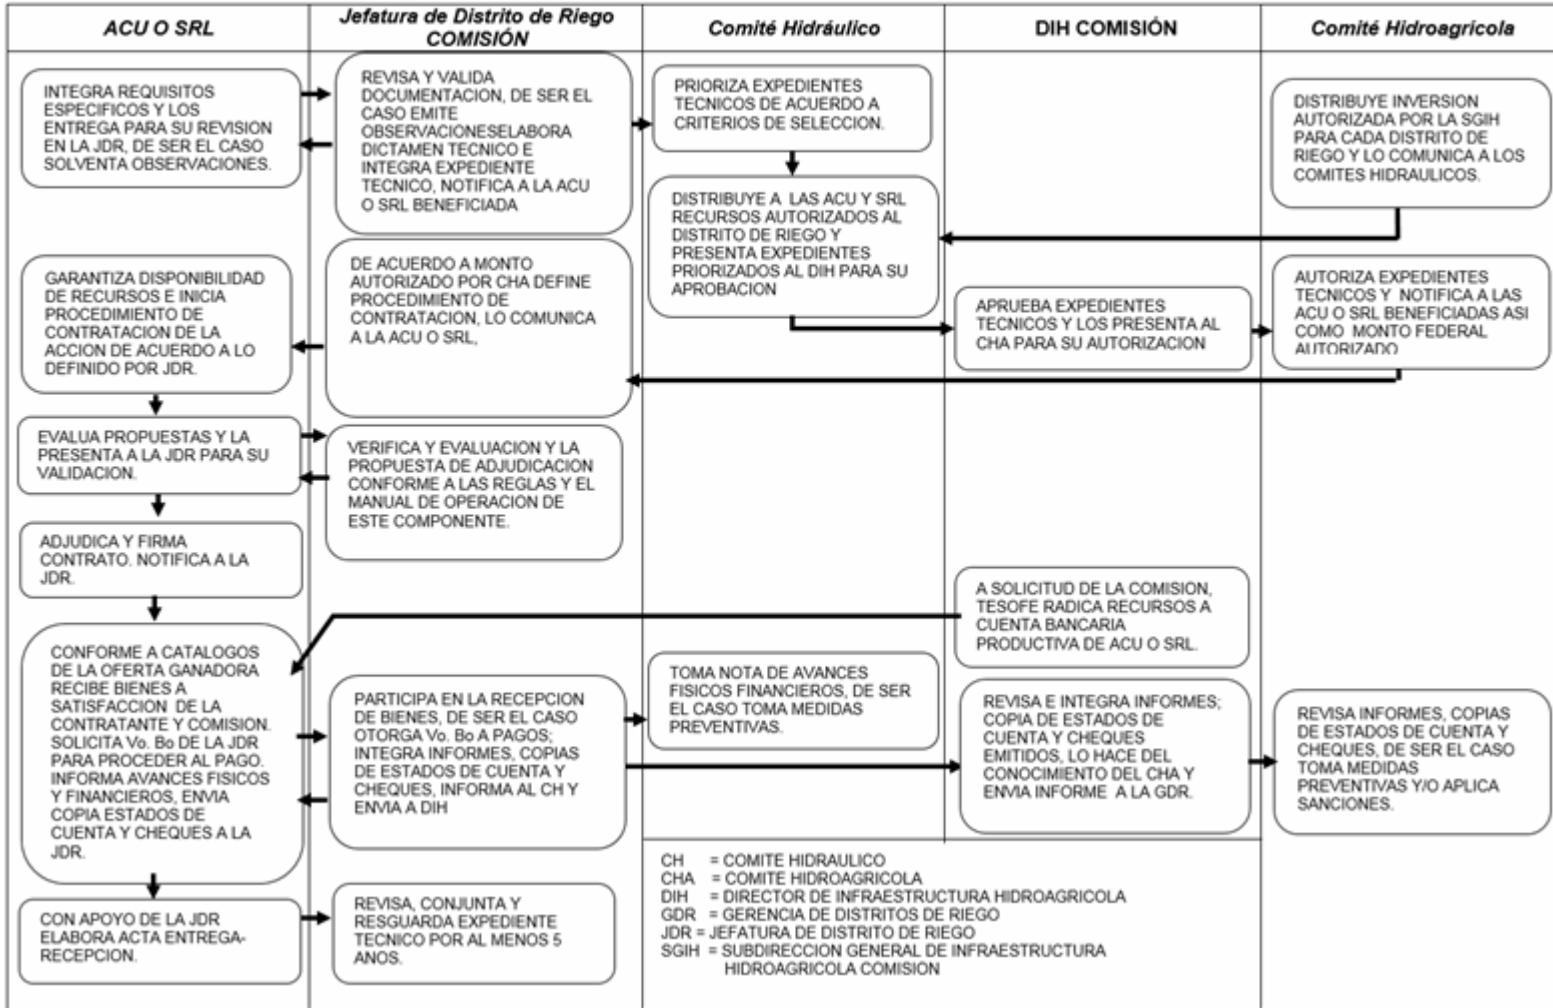 ACU O SRL
Jefatura de Distrito de Riego
COMISIÓN
Comité Hidráulico
DIH COMISIÓN
Comité Hidroagrícola
INTEGRA REQUISITOS
ESPECIFICOS Y LOS
ENTREGA PARA SU REVISION
EN LA JDR, DE SER EL CASO
SOLVENTA OBSERVACIONES.
REVISA Y VALIDA
DOCUMENTACION, DE SER EL
CASO EMITE
OBSERVACIONESELABORA
DICTAMEN TECNICO E
INTEGRA EXPEDIENTE
TECNICO, NOTIFICA A LA ACU
O SRL BENEFICIADA
PRIORIZA EXPEDIENTES
TECNICOS DE ACUERDO A
CRITERIOS DE SELECCION.
DISTRIBUYE INVERSION
AUTORIZADA POR LA SGIH
PARA CADA DISTRITO DE
RIEGO Y LO COMUNICA A LOS
COMITES HIDRAULICOS.
DISTRIBUYE A LAS ACU Y SRL
RECURSOS AUTORIZADOS AL
DISTRITO DE RIEGO Y
PRESENTA EXPEDIENTES
PRIORIZADOS AL DIH PARA SU
APROBACION
GARANTIZA DISPONIBILIDAD
DE RECURSOS E INICIA
PROCEDIMIENTO DE
CONTRATACION DE LA
ACCION DE ACUERDO A LO
DEFINIDO POR JDR.
DE ACUERDO A MONTO
AUTORIZADO POR CHA DEFINE
PROCEDIMIENTO DE
CONTRATACION, LO COMUNICA
A LA ACU O SRL,
APRUEBA EXPEDIENTES
TECNICOS Y LOS PRESENTA AL
CHA PARA SU AUTORIZACION
AUTORIZA EXPEDIENTES
TECNICOS Y NOTIFICA A LAS
ACU O SRL BENEFICIADAS ASI
COMO MONTO FEDERAL
AUTORIZADO
EVALUA PROPUESTAS Y LA
PRESENTA A LA JDR PARA SU
VALIDACION.
VERIFICA Y EVALUACION Y LA
PROPUESTA DE ADJUDICACION
CONFORME A LAS REGLAS Y EL
MANUAL DE OPERACION DE
ESTE COMPONENTE.
ADJUDICA Y FIRMA
CONTRATO. NOTIFICA A LA
JDR.
A SOLICITUD DE LA COMISION,
TESOFE RADICA RECURSOS A
CUENTA BANCARIA
PRODUCTIVA DE ACU O SRL.
CONFORME A CATALOGOS
DE LA OFERTA GANADORA
RECIBE BIENES A
SATISFACCION DE LA
CONTRATANTE Y COMISION.
SOLICITA Vo. Bo DE LA JDR
PARA PROCEDER AL PAGO.
INFORMA AVANCES FISICOS
Y FINANCIEROS, ENVIA
COPIA ESTADOS DE
CUENTA Y CHEQUES A LA
JDR.
PARTICIPA EN LA RECEPCION
DE BIENES, DE SER EL CASO
OTORGA Vo. Bo A PAGOS;
INTEGRA INFORMES, COPIAS
DE ESTADOS DE CUENTA Y
CHEQUES, INFORMA AL CH Y
ENVIA A DIH
TOMA NOTA DE AVANCES
FISICOS FINANCIEROS, DE SER
EL CASO TOMA MEDIDAS
PREVENTIVAS.
REVISA E INTEGRA INFORMES;
COPIA DE ESTADOS DE
CUENTA Y CHEQUES
EMITIDOS, LO HACE DEL
CONOCIMIENTO DEL CHA Y
ENVIA INFORME A LA GDR.
REVISA INFORMES, COPIAS
DE ESTADOS DE CUENTA Y
CHEQUES, DE SER EL CASO
TOMA MEDIDAS
PREVENTIVAS Y/O APLICA
SANCIONES.
CON APOYO DE LA JDR
ELABORA ACTA ENTREGA-
RECEPCION.
REVISA, CONJUNTA Y
RESGUARDA EXPEDIENTE
TECNICO POR AL MENOS 5
ANOS.
CH = COMITE HIDRAULICO
CHA = COMITE HIDROAGRICOLA
DIH = DIRECTOR DE INFRAESTRUCTURA HIDROAGRICOLA
GDR = GERENCIA DE DISTRITOS DE RIEGO
JDR = JEFATURA DE DISTRITO DE RIEGO
SGIH = SUBDIRECCION GENERAL DE INFRAESTRUCTURA
HIDROAGRICOLA COMISION